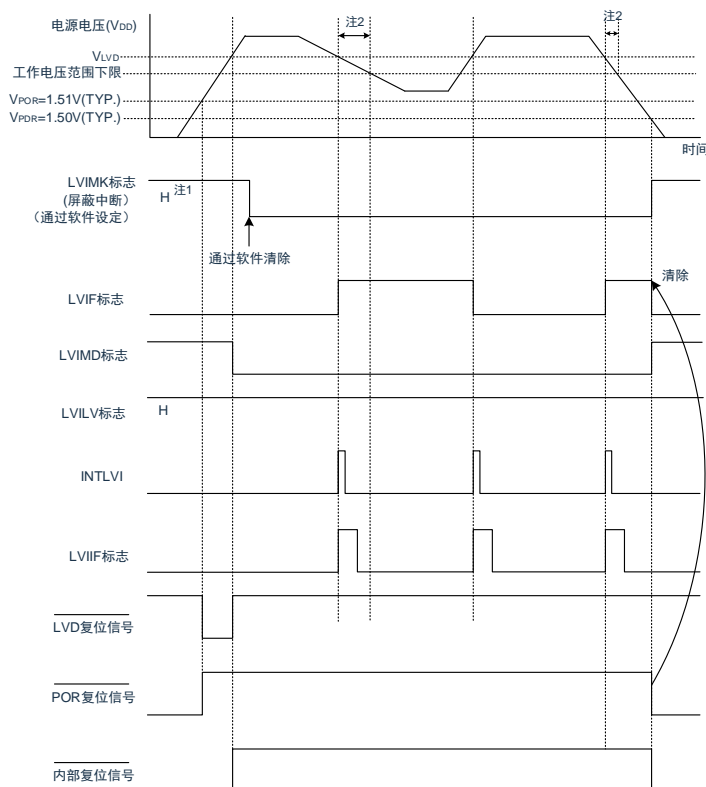 电源电压(VDD)
注2
注2
VLVD
工作电压范围下限
VPOR=1.51V(TYP.)
VPDR=1.50V(TYP.)
时间
LVIMK标志
(屏蔽中断)
（通过软件设定）
H 注1
通过软件清除
LVIF标志
清除
LVIMD标志
LVILV标志
H
INTLVI
LVIIF标志
LVD复位信号
POR复位信号
内部复位信号